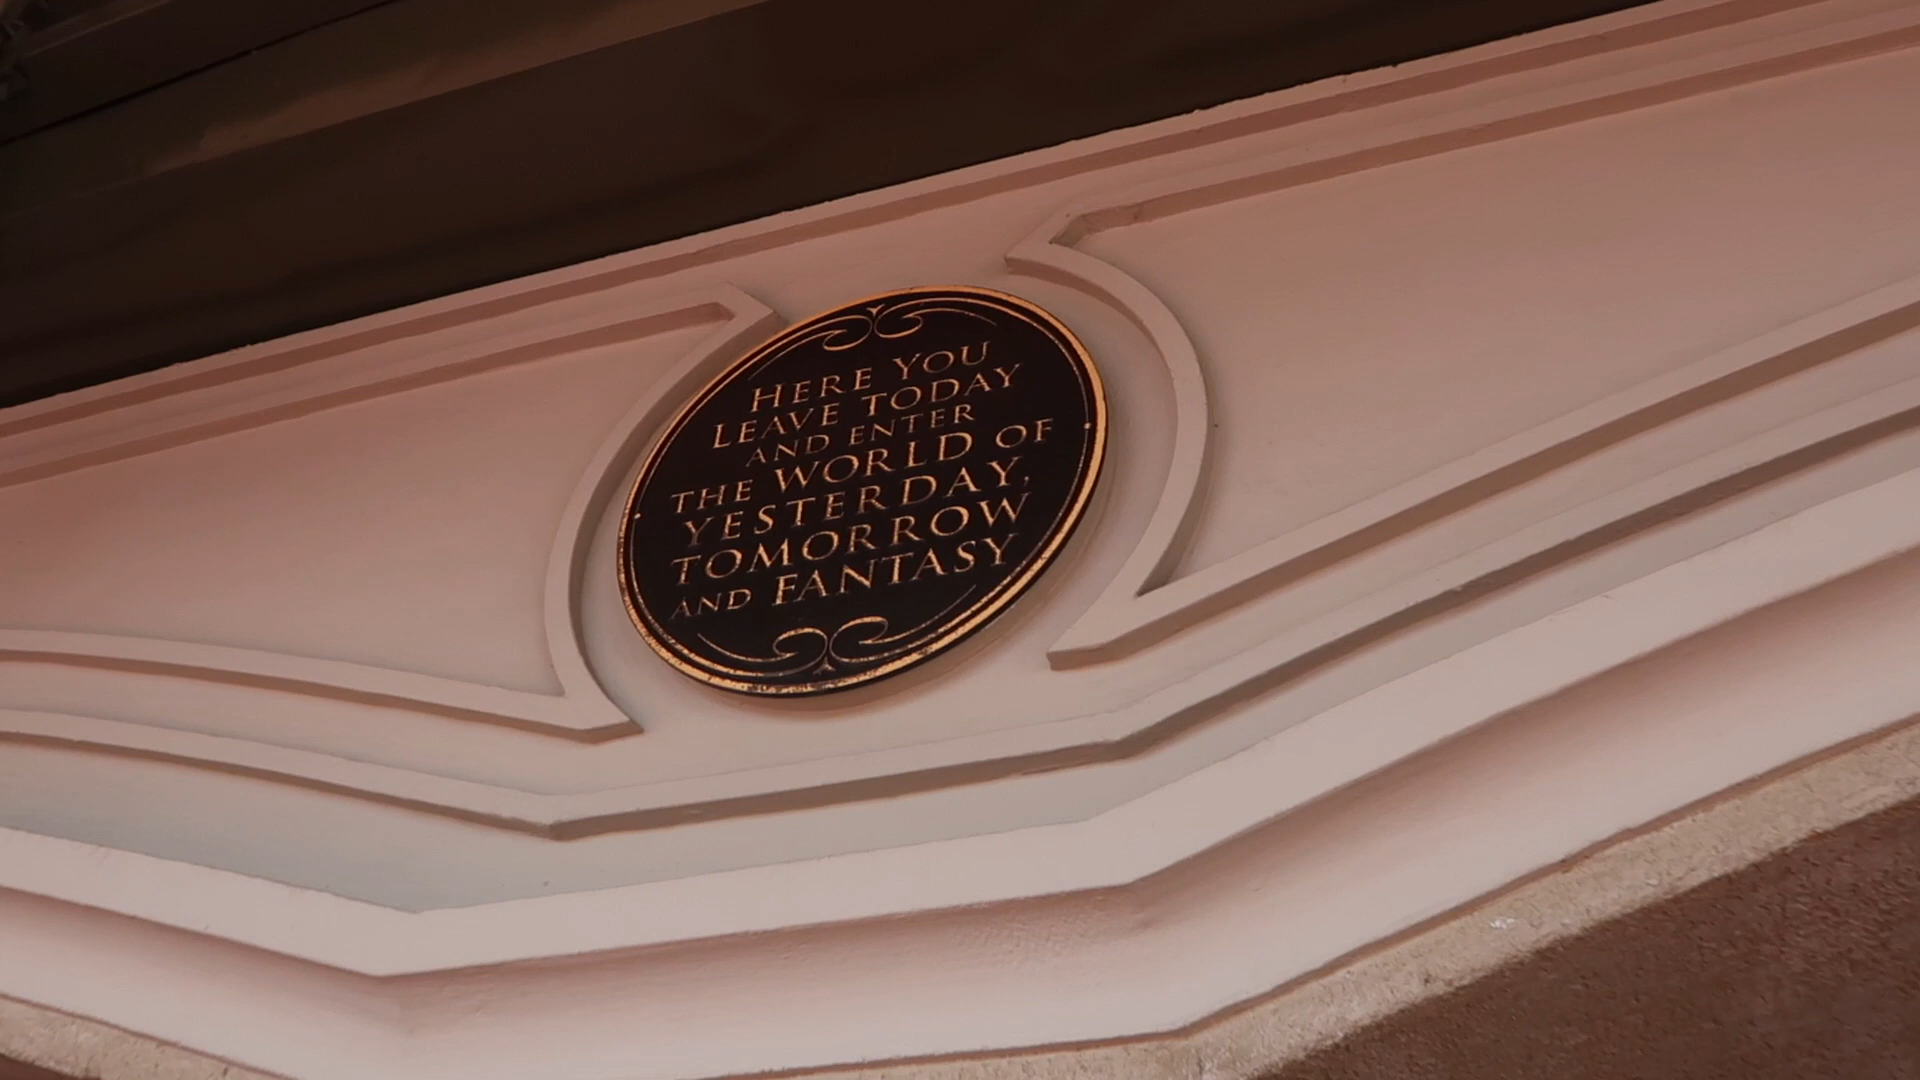 HERE YOU
LEAVE TODAY
AND ENTER
THE WORLD OF
YESTERDAY,
TOMORROW
AND FANTASY